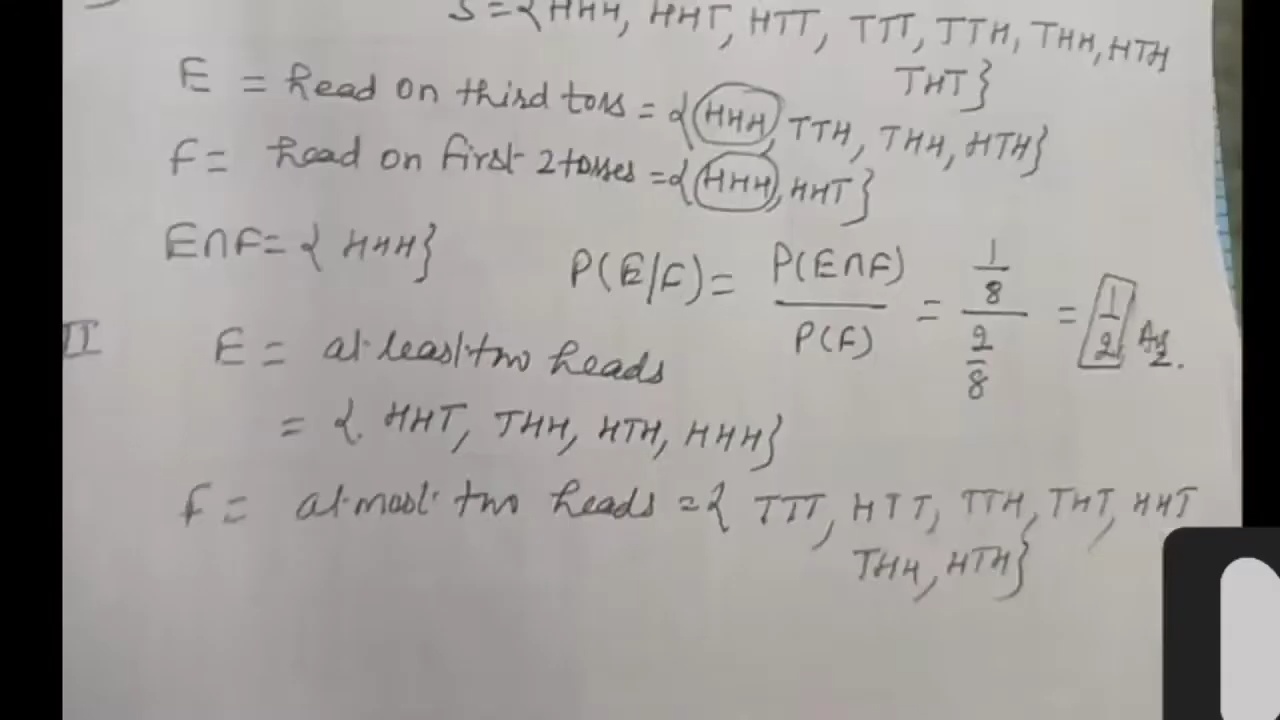 S = {HHH, HHT, HTT, TTT, TTH, THH, HTH
THT}
E = head on third toss = {HHH, TTH, THH, HTH}
F = head on first 2 tosses = {HHH, HHT}
E∩F = {HHH}
P(E/F) = P(E∩F) / P(F) = 1/8 / 2/8 = 1/2 Ans.
II E = at least two heads
= {HHT, THH, HTH, HHH}
F = at most two heads = {TTT, HTT, TTH, THT, HHT
THH, HTH}